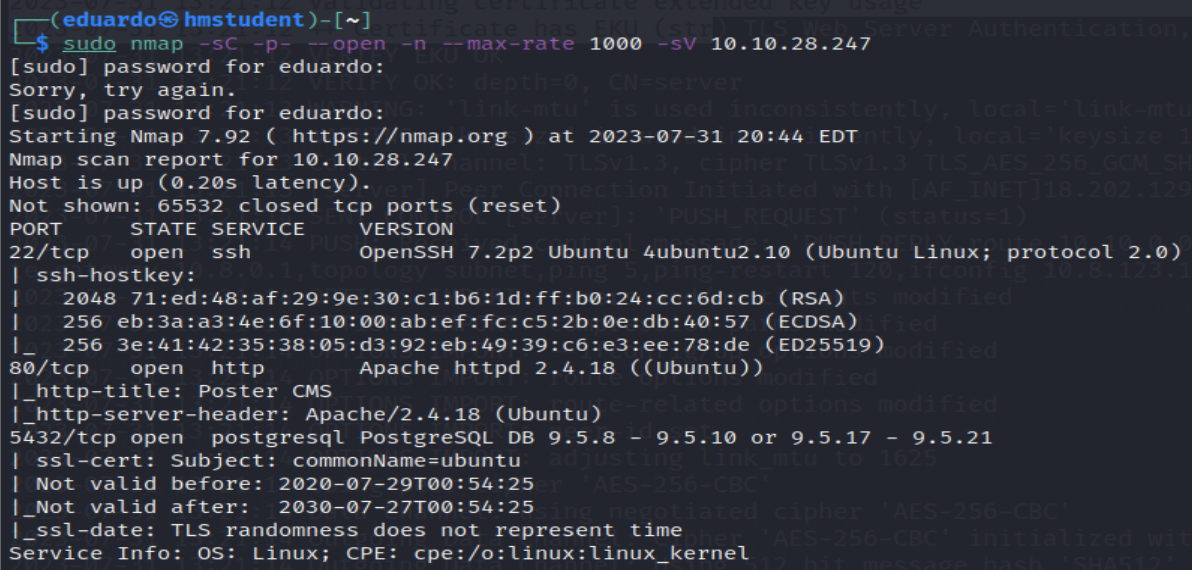 (eduardo㉿hmstudent)-[~]
$ sudo nmap -sC -p- --open -n --max-rate 1000 -sV 10.10.28.247
[sudo] password for eduardo:
Sorry, try again.
[sudo] password for eduardo:
Starting Nmap 7.92 ( https://nmap.org ) at 2023-07-31 20:44 EDT
Nmap scan report for 10.10.28.247
Host is up (0.20s latency).
Not shown: 65532 closed tcp ports (reset)
PORT     STATE SERVICE    VERSION
22/tcp   open  ssh        OpenSSH 7.2p2 Ubuntu 4ubuntu2.10 (Ubuntu Linux; protocol 2.0)
| ssh-hostkey:
|   2048 71:ed:48:af:29:9e:30:c1:b6:1d:ff:b0:24:cc:6d:cb (RSA)
|   256 eb:3a:a3:4e:6f:10:00:ab:ef:fc:c5:2b:0e:db:40:57 (ECDSA)
|_  256 3e:41:42:35:38:05:d3:92:eb:49:39:c6:e3:ee:78:de (ED25519)
80/tcp   open  http       Apache httpd 2.4.18 ((Ubuntu))
|_http-title: Poster CMS
|_http-server-header: Apache/2.4.18 (Ubuntu)
5432/tcp open  postgresql PostgreSQL DB 9.5.8 - 9.5.10 or 9.5.17 - 9.5.21
| ssl-cert: Subject: commonName=ubuntu
| Not valid before: 2020-07-29T00:54:25
|_Not valid after:  2030-07-27T00:54:25
|_ssl-date: TLS randomness does not represent time
Service Info: OS: Linux; CPE: cpe:/o:linux:linux_kernel